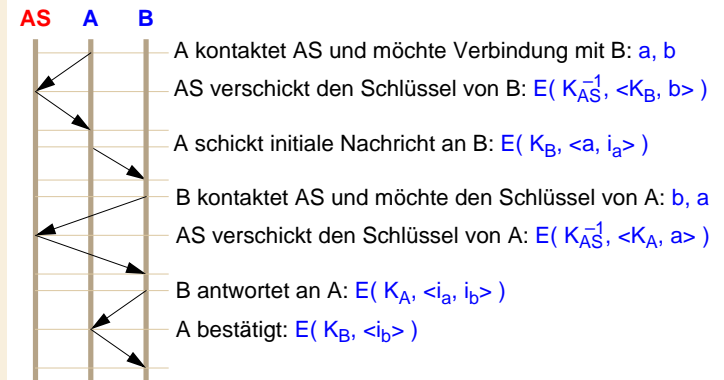 AS A B
A kontaktet AS und möchte Verbindung mit B: a, b
AS verschickt den Schlüssel von B: E( K_AS^–1, <K_B, b> )
A schickt initiale Nachricht an B: E( K_B, <a, i_a> )
B kontaktet AS und möchte den Schlüssel von A: b, a
AS verschickt den Schlüssel von A: E( K_AS^–1, <K_A, a> )
B antwortet an A: E( K_A, <i_a, i_b> )
A bestätigt: E( K_B, <i_b> )